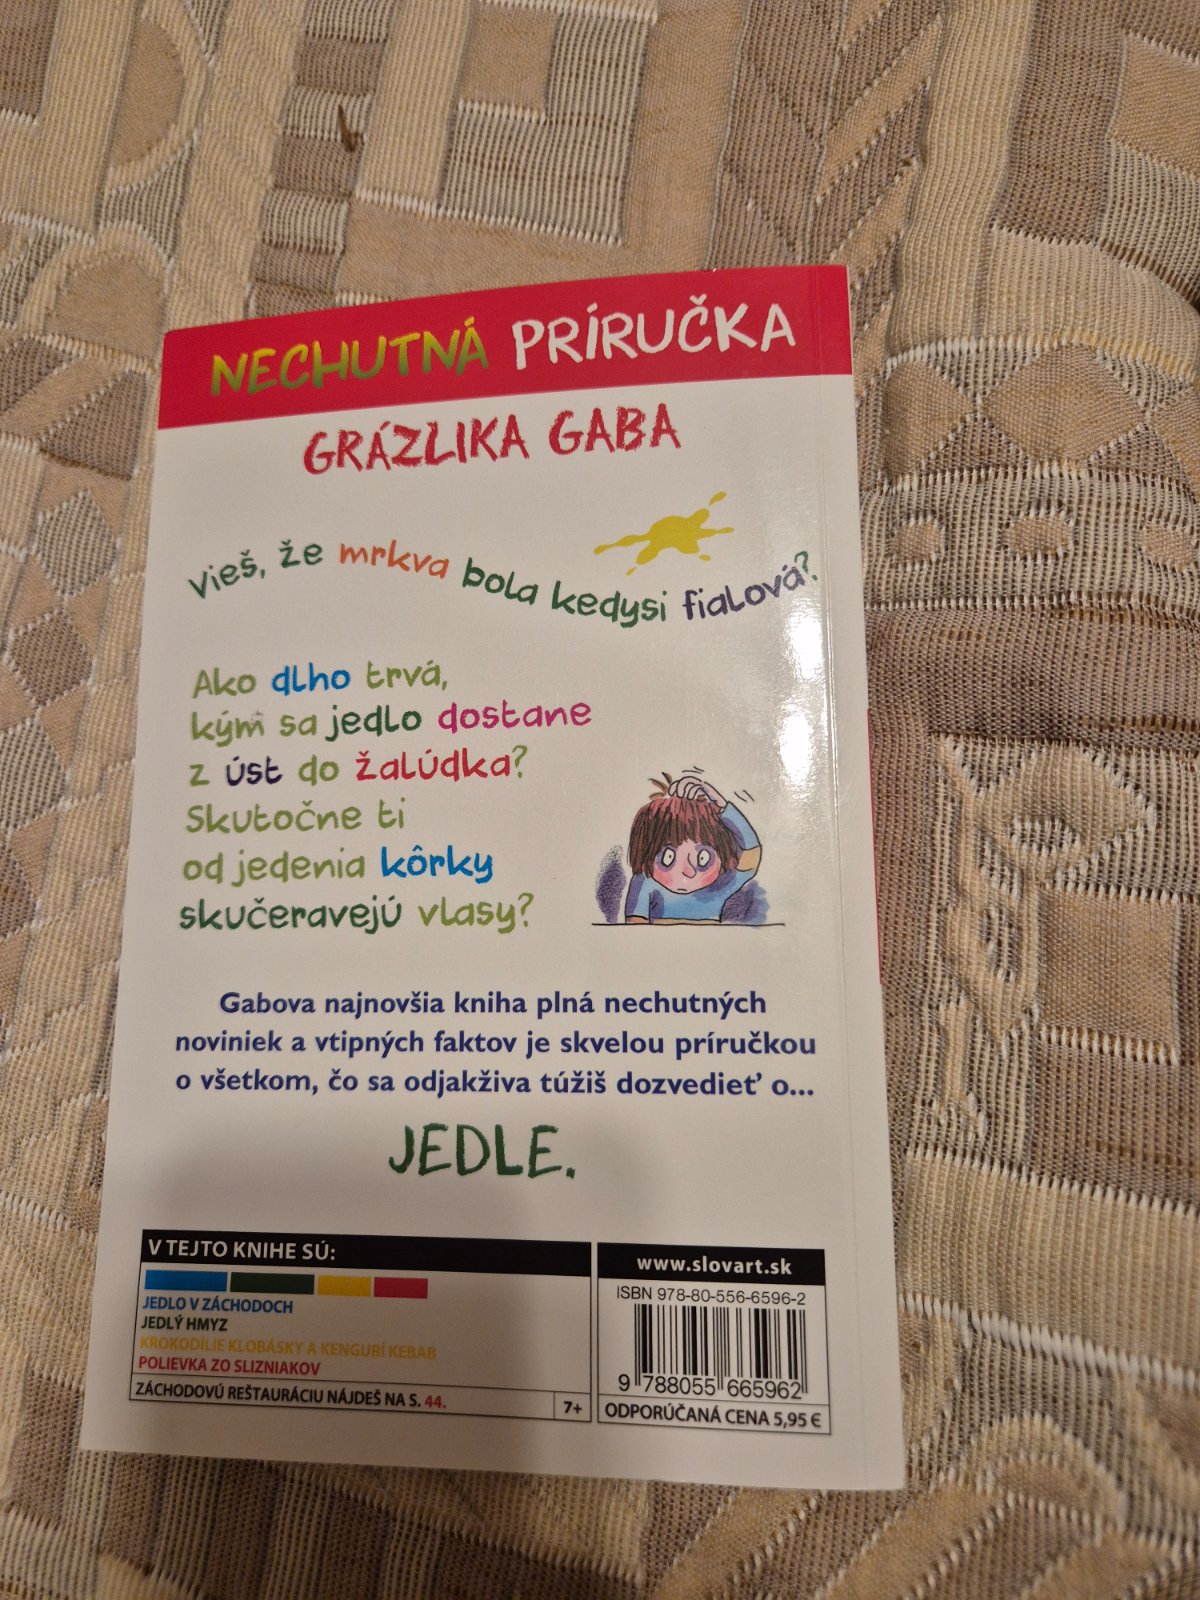 NECHUTNÁ PRÍRUČKA
GRÁZLIKA GABA
Vieš, že mrkva bola kedysi fialová?
Ako dlho trvá,
kým sa jedlo dostane
z úst do žalúdka?
Skutočne ti
od jedenia kôrky
skučeravejú vlasy?
Gabova najnovšia kniha plná nechutných
noviniek a vtipných faktov je skvelou príručkou
o všetkom, čo sa odjakživa túžiš dozvedieť o...
JEDLE.
V TEJTO KNIHE SÚ:
JEDLO V ZÁCHODOCH
JEDLÝ HMYZ
KROKODÍLIE KLOBÁSKY A KENGURÍ KEBAB
POLIEVKA ZO SLIZNIAKOV
ZÁCHODOVÚ REŠTAURÁCIU NÁJDEŠ NA S. 44.
7+
www.slovart.sk
ISBN 978-80-556-6596-2
9 788055 665962
ODPORÚČANÁ CENA 5,95 €